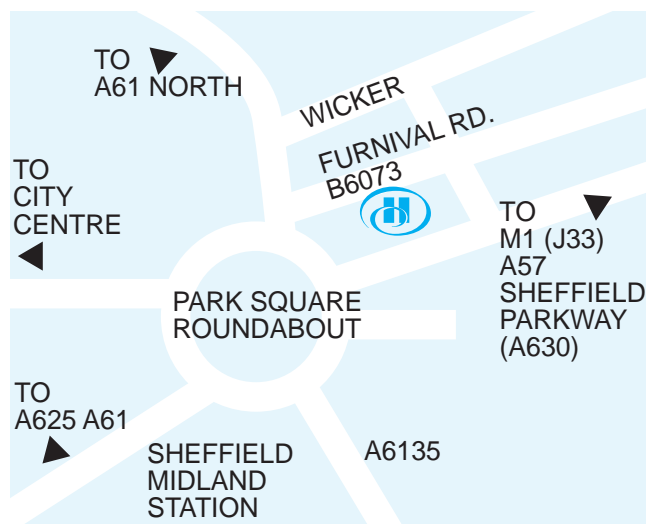 TO
A61 NORTH
WICKER
FURNIVAL RD.
B6073
TO
CITY
CENTRE
H
TO
M1 (J33)
A57
SHEFFIELD
PARKWAY
(A630)
PARK SQUARE
ROUNDABOUT
TO
A625 A61
SHEFFIELD
MIDLAND
STATION
A6135